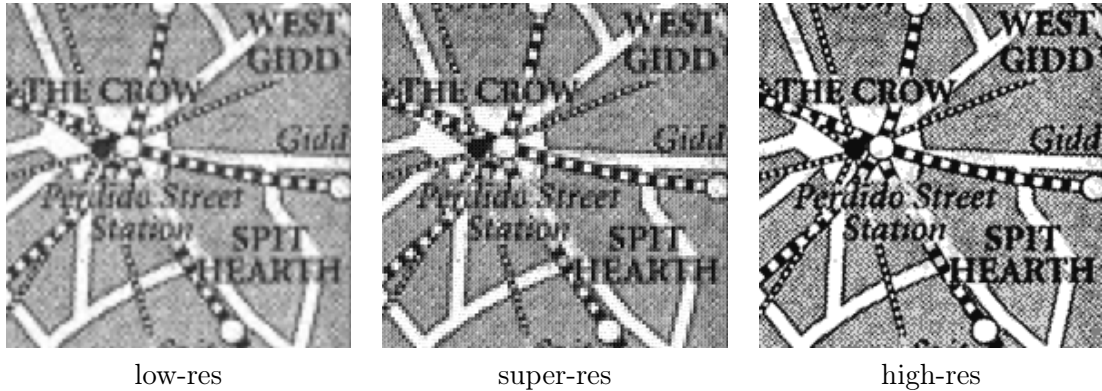 WEST
GIDD
THE CROW
Gidd
Perdido Street
Station
SPIT
HEARTH
low-res
WEST
GIDD
THE CROW
Gidd
Perdido Street
Station
SPIT
HEARTH
super-res
WEST
GIDD
THE CROW
Gidd
Perdido Street
Station
SPIT
HEARTH
high-res